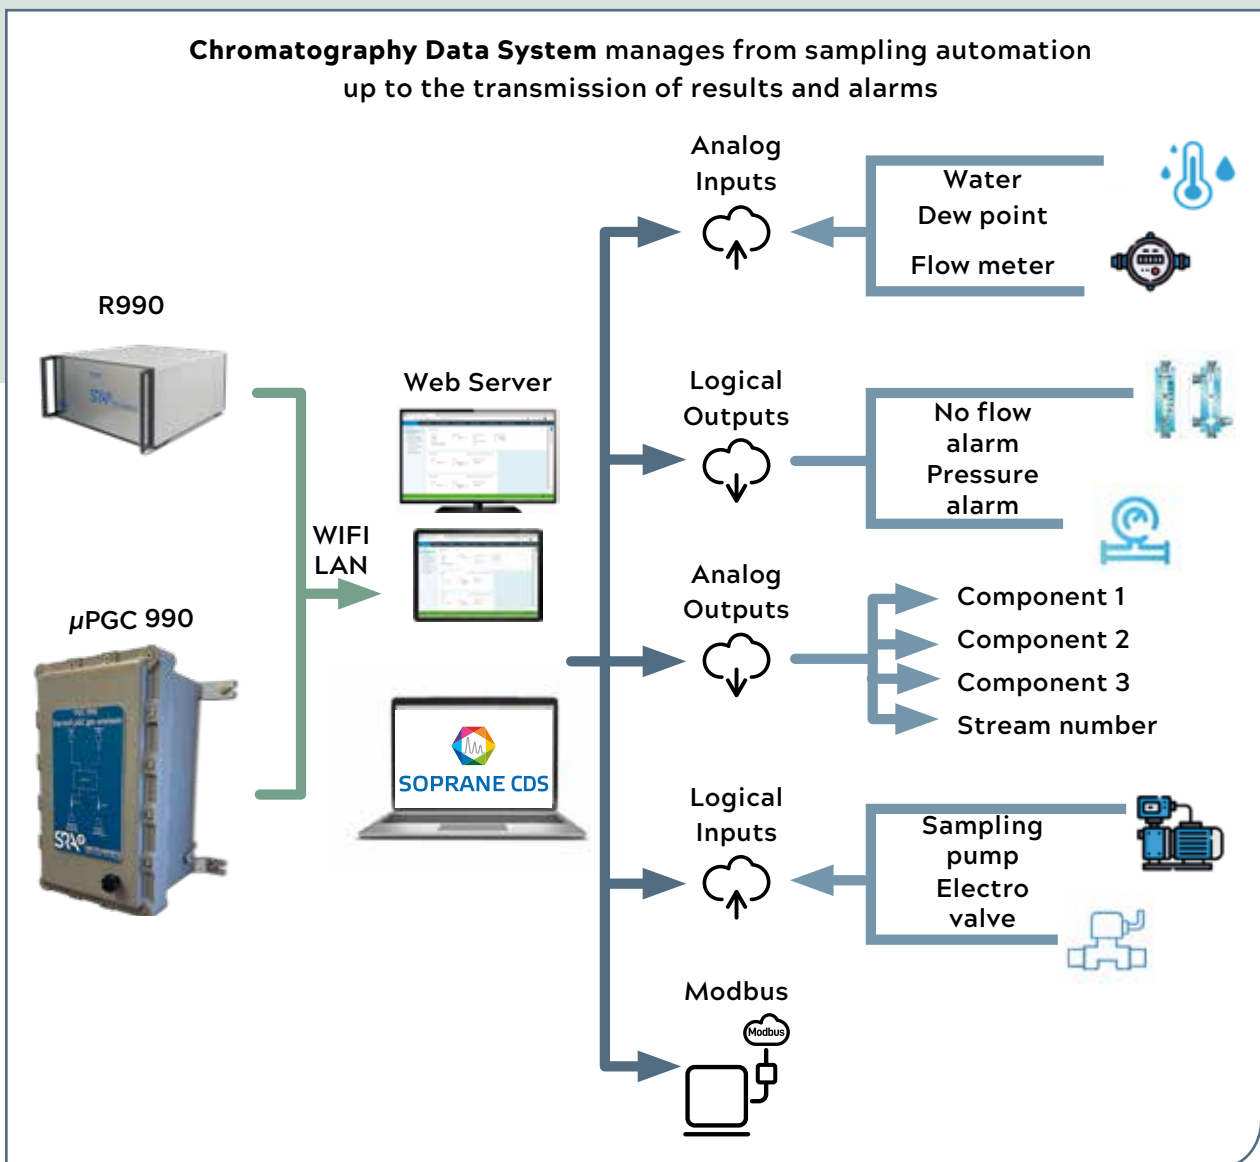 Chromatography Data System manages from sampling automation
up to the transmission of results and alarms
R990
µPGC 990
WIFI
LAN
Web Server
SOPRANE CDS
Analog
Inputs
Water
Dew point
Flow meter
Logical
Outputs
No flow
alarm
Pressure
alarm
Analog
Outputs
Component 1
Component 2
Component 3
Stream number
Logical
Inputs
Sampling
pump
Electro
valve
Modbus
Modbus
SRA